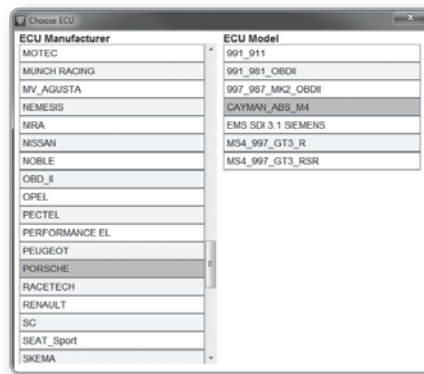 Choose ECU
ECU Manufacturer
MOTEC
MUNCH RACING
MV_AGUSTA
NEMESIS
NIRA
NISSAN
NOBLE
OBD_II
OPEL
PECTEL
PERFORMANCE EL
PEUGEOT
PORSCHE
RACETECH
RENAULT
SC
SEAT_Sport
SKEMA
ECU Model
991_911
991_981_OBDII
997_987_MK2_OBDII
CAYMAN_ABS_M4
EMS SDI 3.1 SIEMENS
MS4_997_GT3_R
MS4_997_GT3_RSR